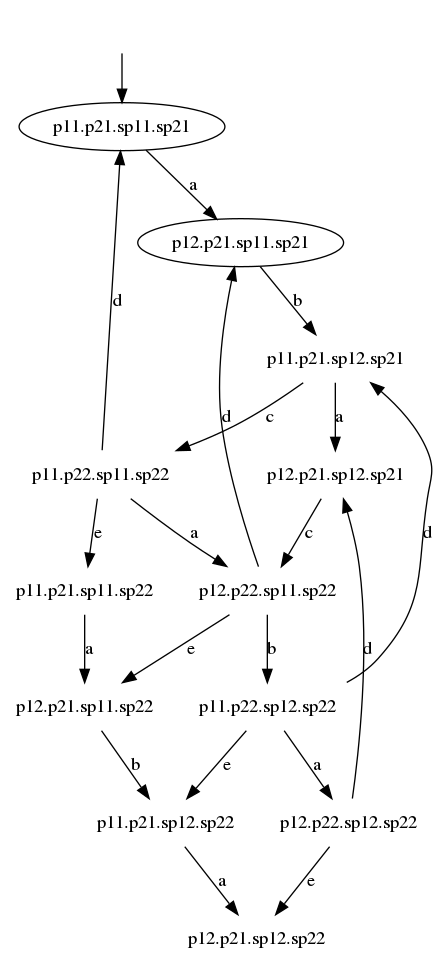 p11.p21.sp11.sp21
a
p12.p21.sp11.sp21
d
b
p11.p21.sp12.sp21
d
c
a
p11.p22.sp11.sp22
p12.p21.sp12.sp21
e
a
c
d
p11.p21.sp11.sp22
p12.p22.sp11.sp22
a
e
b
d
p12.p21.sp11.sp22
p11.p22.sp12.sp22
b
e
a
p11.p21.sp12.sp22
p12.p22.sp12.sp22
a
e
p12.p21.sp12.sp22